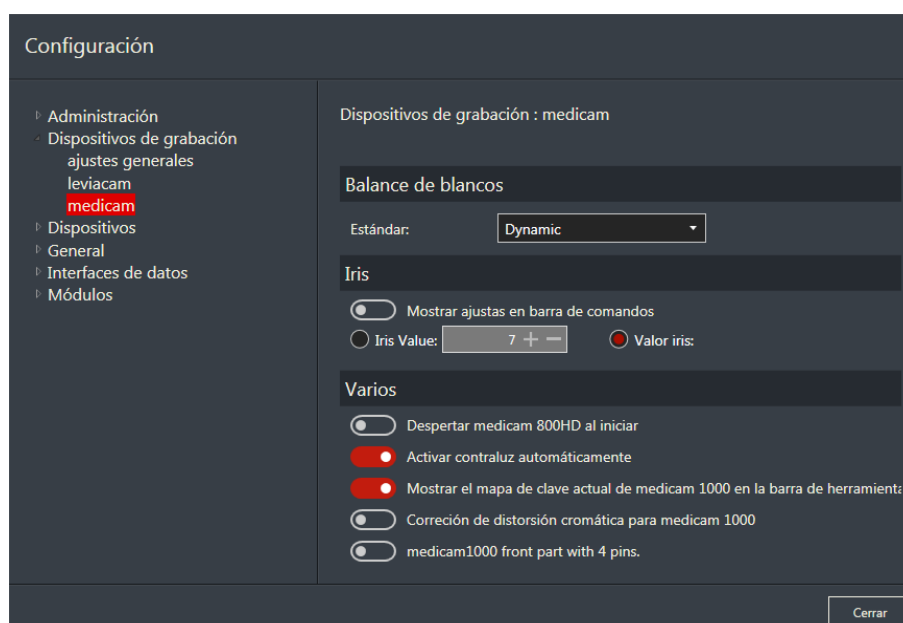 Configuración
Administración
Dispositivos de grabación
ajustes generales
leviacam
medicam
Dispositivos
General
Interfaces de datos
Módulos
Dispositivos de grabación : medicam
Balance de blancos
Estándar: Dynamic
Iris
Mostrar ajustas en barra de comandos
Iris Value: 7 + − Valor iris:
Varios
Despertar medicam 800HD al iniciar
Activar contraluz automáticamente
Mostrar el mapa de clave actual de medicam 1000 en la barra de herramienta
Correción de distorsión cromática para medicam 1000
medicam1000 front part with 4 pins.
Cerrar